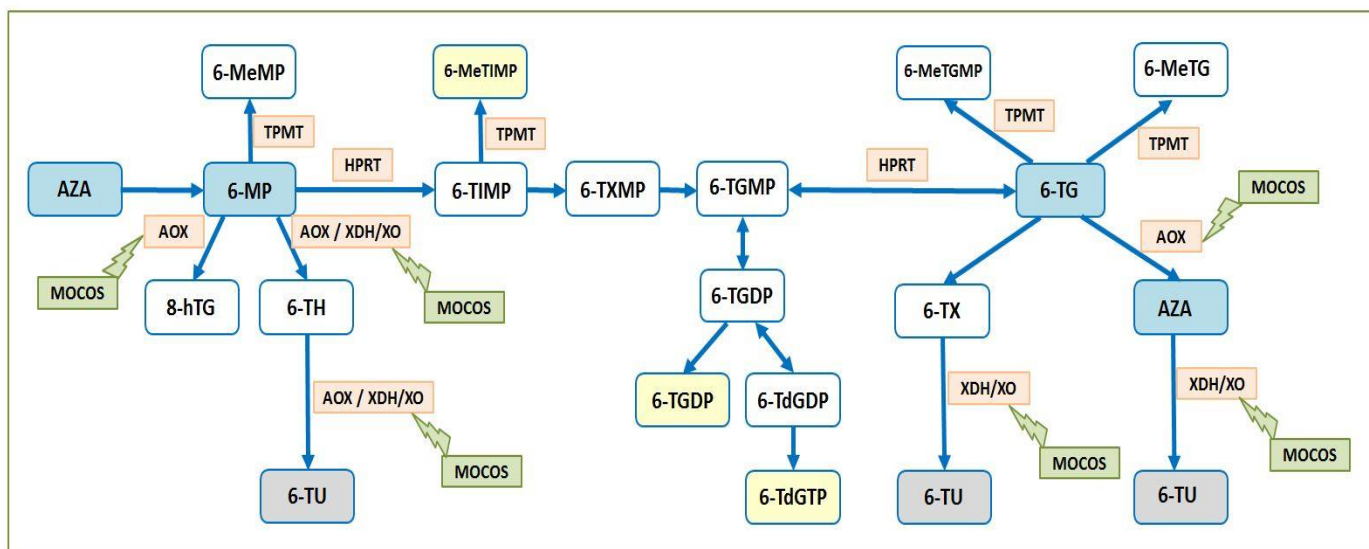 6-MeMP
6-MeTIMP
6-MeTGMP
6-MeTG
TPMT
TPMT
TPMT
TPMT
HPRT
HPRT
MOCOS
AZA
6-MP
6-TIMP
6-TXMP
6-TGMP
6-TG
AOX
AOX / XDH/XO
AOX
MOCOS
MOCOS
8-hTG
6-TH
6-TGDP
6-TX
AZA
AOX / XDH/XO
6-TGDP
6-TdGDP
XDH/XO
XDH/XO
MOCOS
MOCOS
MOCOS
6-TU
6-TdGTP
6-TU
6-TU